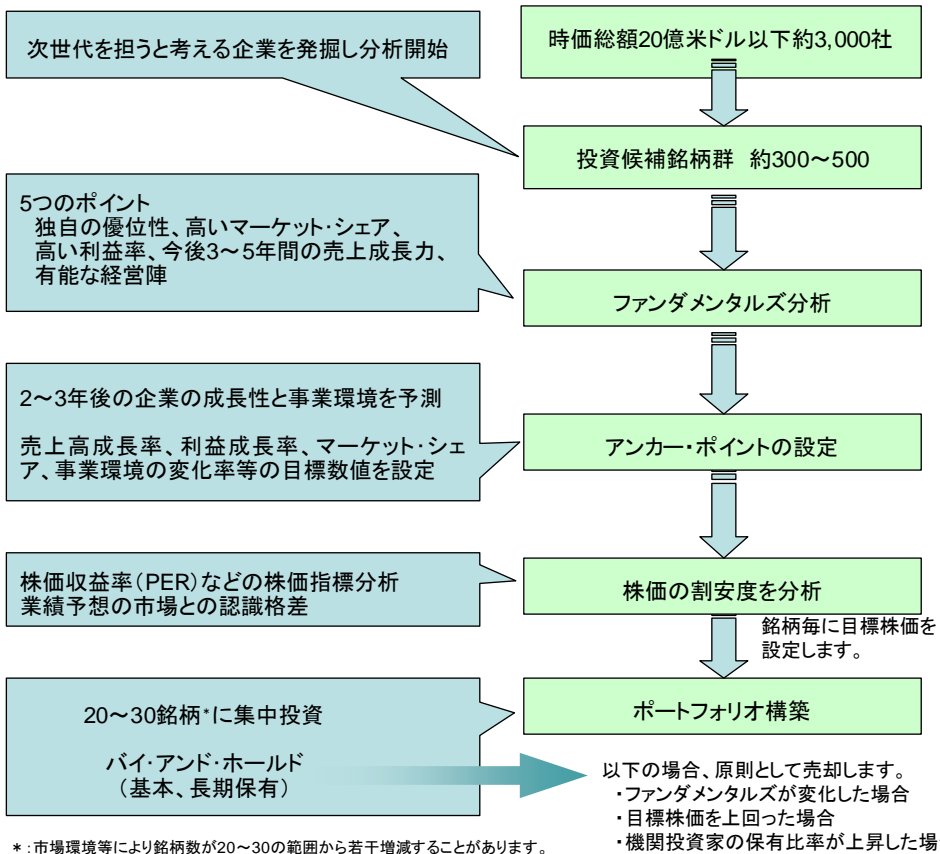 次世代を担うと考える企業を発掘し分析開始
時価総額20億米ドル以下約3,000社
投資候補銘柄群 約300～500
5つのポイント
独自の優位性、高いマーケット・シェア、
高い利益率、今後3～5年間の売上成長力、
有能な経営陣
ファンダメンタルズ分析
2～3年後の企業の成長性と事業環境を予測
売上高成長率、利益成長率、マーケット・シェ
ア、事業環境の変化率等の目標数値を設定
アンカー・ポイントの設定
株価収益率（PER）などの株価指標分析
業績予想の市場との認識格差
株価の割安度を分析
銘柄毎に目標株価を
設定します。
20～30銘柄*に集中投資
バイ・アンド・ホールド
（基本、長期保有）
ポートフォリオ構築
以下の場合、原則として売却します。
・ファンダメンタルズが変化した場合
・目標株価を上回った場合
・機関投資家の保有比率が上昇した場
*：市場環境等により銘柄数が20～30の範囲から若干増減することがあります。